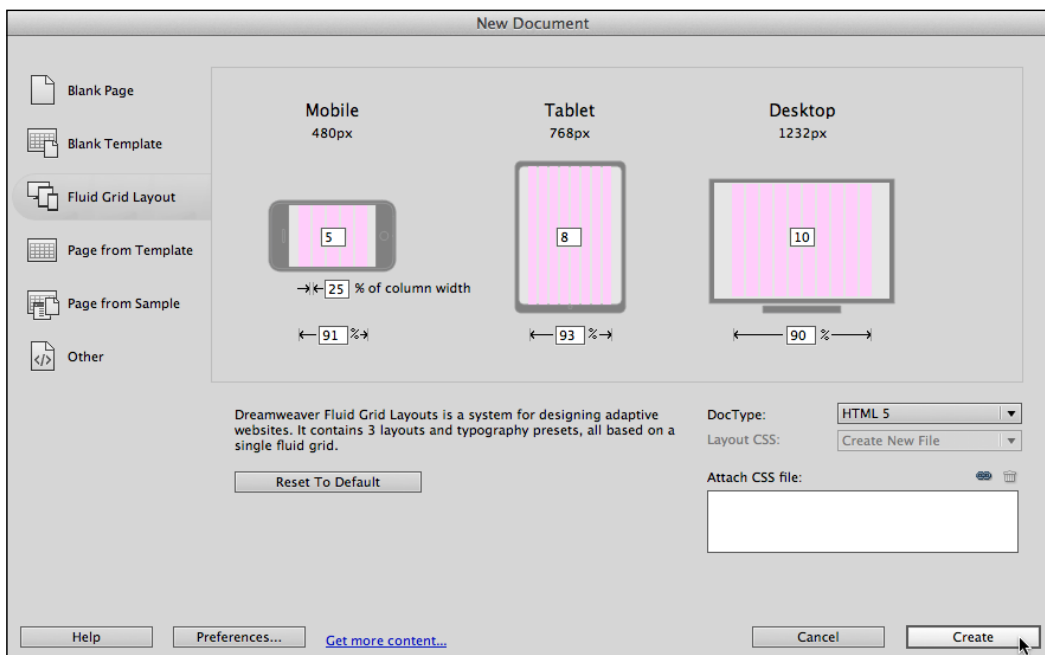 New Document
Blank Page
Blank Template
Fluid Grid Layout
Page from Template
Page from Sample
Other
Mobile
480px
Tablet
768px
Desktop
1232px
5
8
10
25 % of column width
91 %
93 %
90 %
Dreamweaver Fluid Grid Layouts is a system for designing adaptive
websites. It contains 3 layouts and typography presets, all based on a
single fluid grid.
Reset To Default
DocType: HTML 5
Layout CSS: Create New File
Attach CSS file:
Help
Preferences...
Get more content...
Cancel
Create